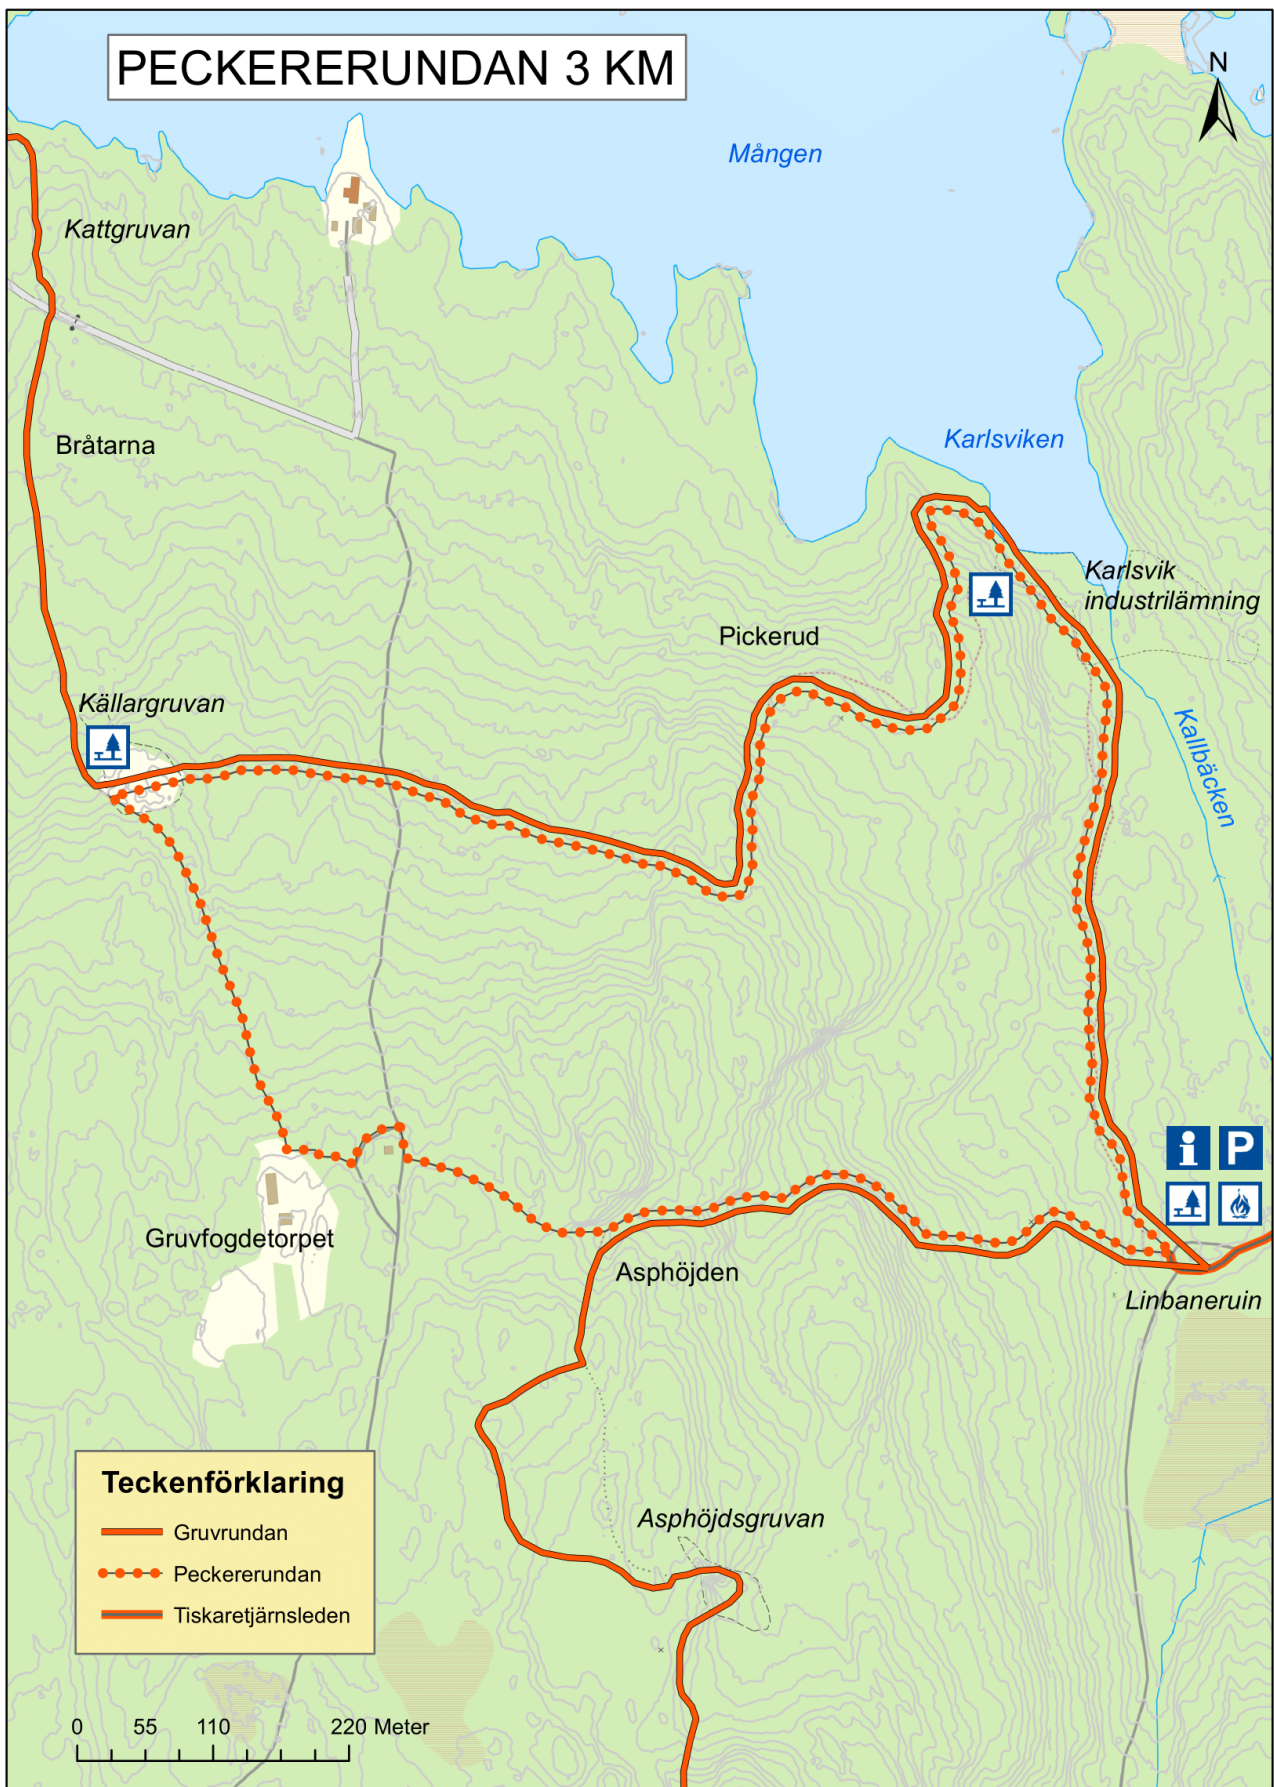 PECKERERUNDAN 3 KM
N
Mången
Kattgruvan
Bråtarna
Karlsviken
Karlsvik
industrilämning
Pickerud
Källargruvan
Kallbäcken
P
Gruvfogdetorpet
Asphöjden
Linbaneruin
Asphöjdsgruvan
Teckenförklaring
Gruvrundan
Peckererundan
Tiskaretjärnsleden
0 55 110 220 Meter